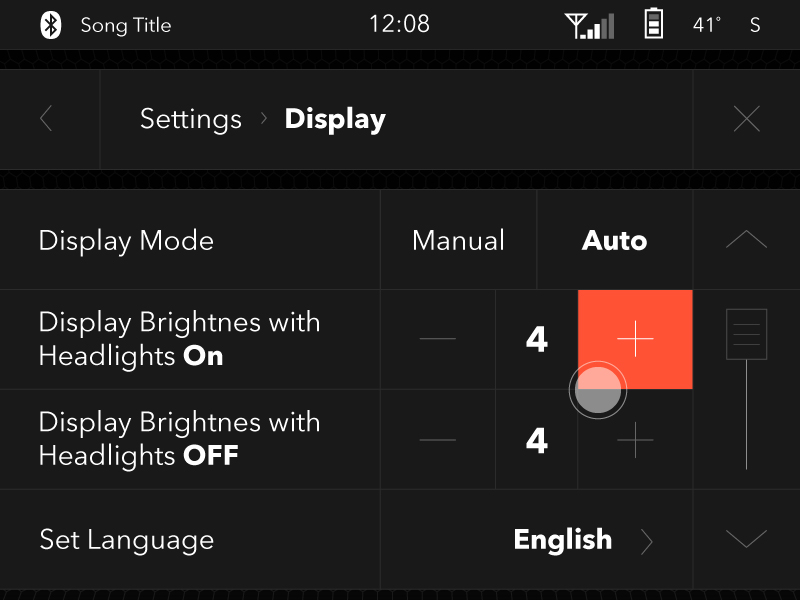 Song Title
12:08
41°
S
Settings › Display
Display Mode
Manual
Auto
Display Brightnes with
Headlights On
4
Display Brightnes with
Headlights OFF
4
Set Language
English